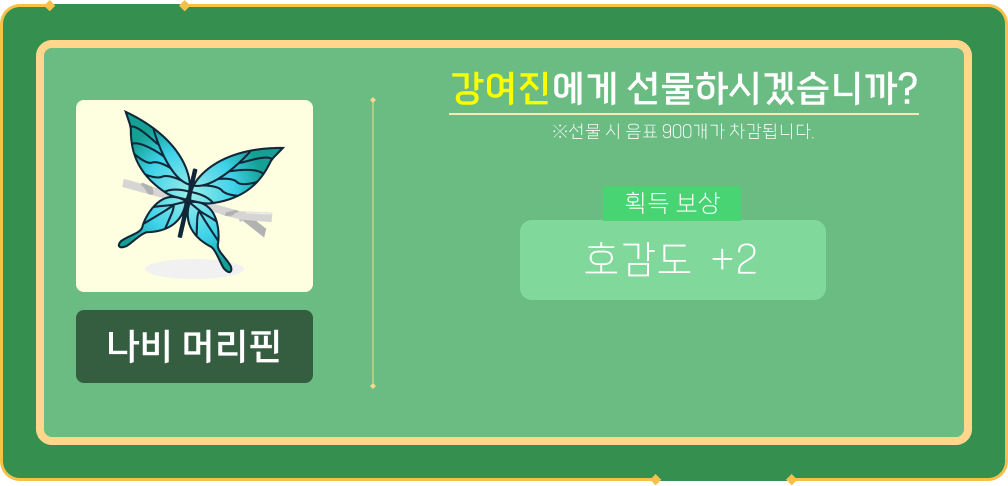 강여진에게 선물하시겠습니까?
※선물 시 음표 900개가 차감됩니다.
획득 보상
호감도 +2
나비 머리핀